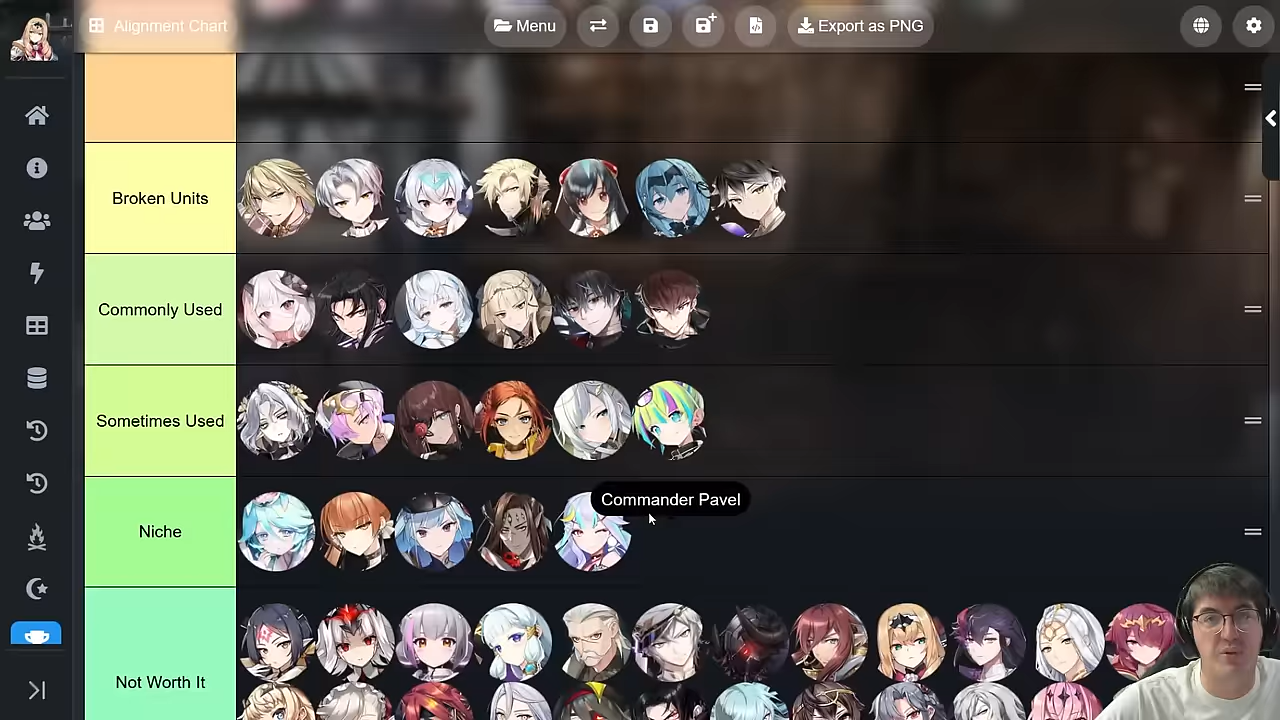 Alignment Chart
Menu
Export as PNG
Broken Units
Commonly Used
Sometimes Used
Commander Pavel
Niche
Not Worth It